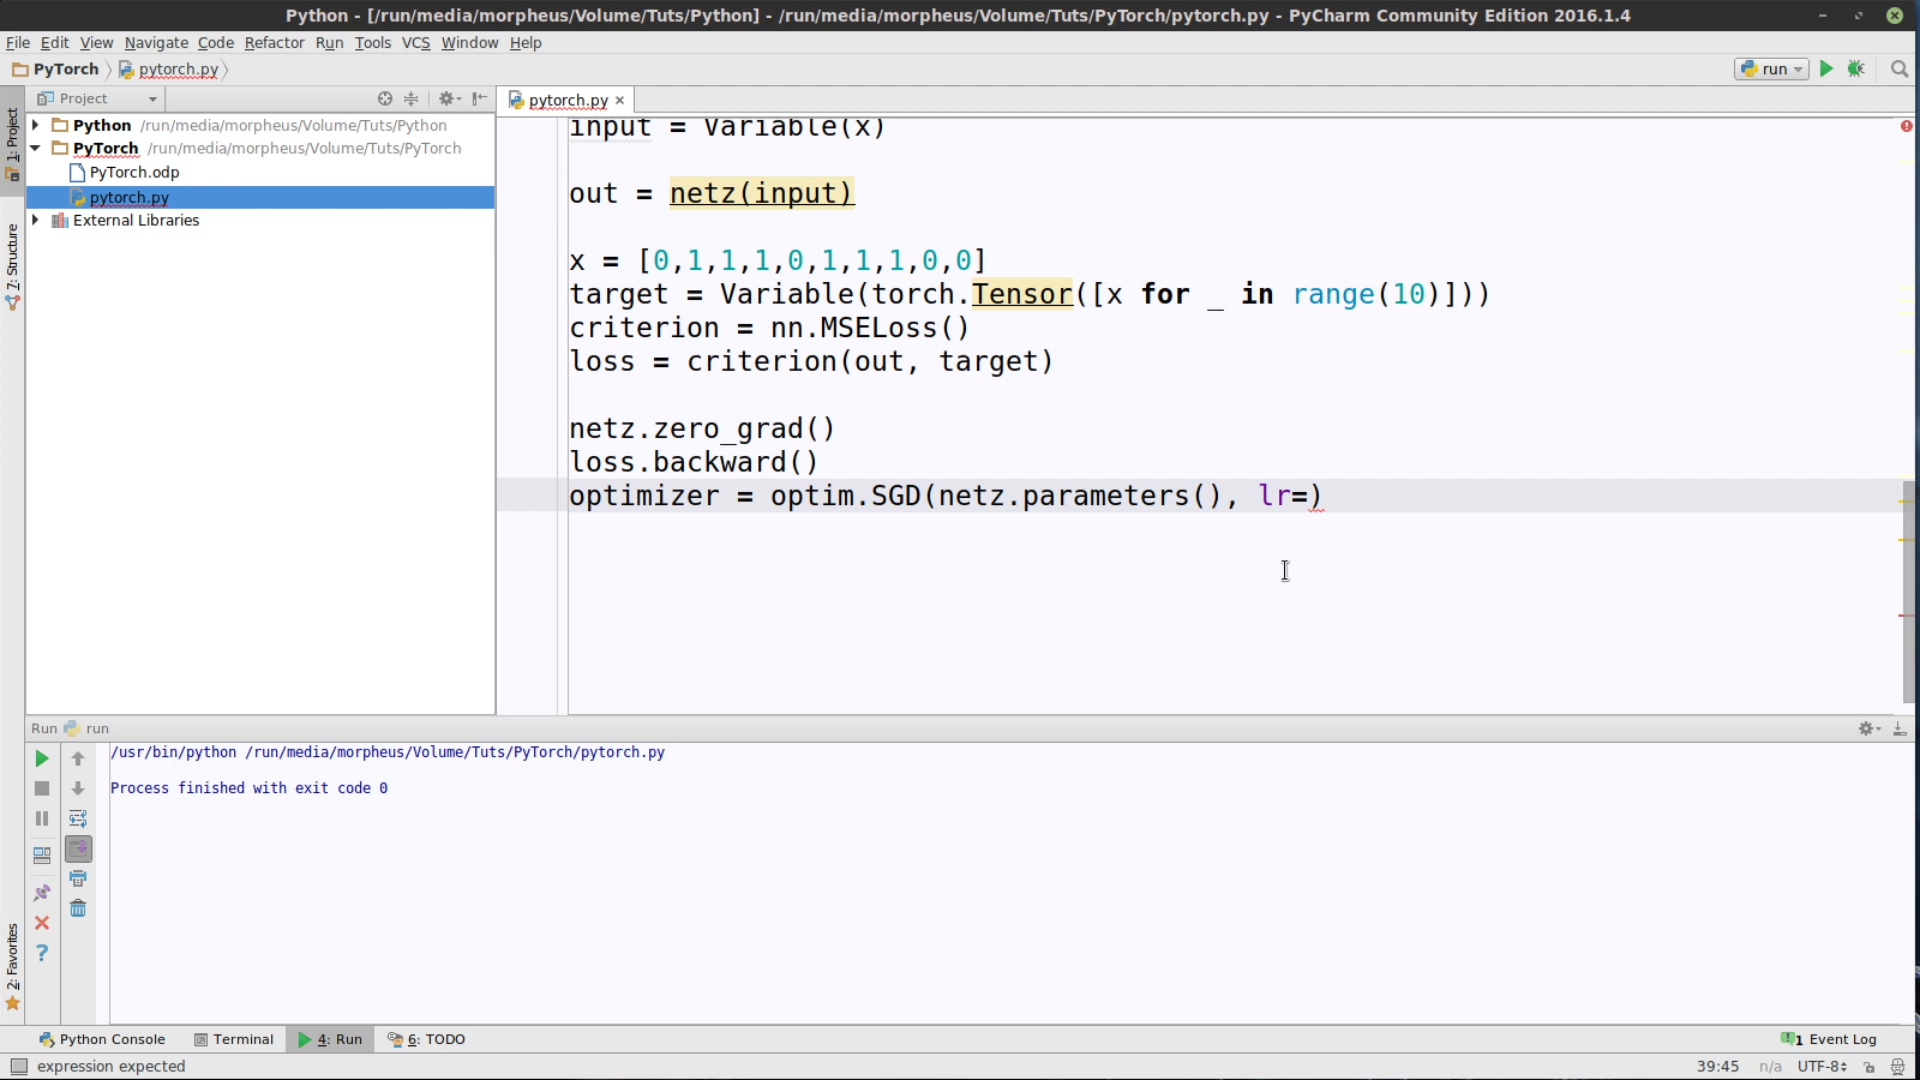 Python - [/run/media/morpheus/Volume/Tuts/Python] - /run/media/morpheus/Volume/Tuts/PyTorch/pytorch.py - PyCharm Community Edition 2016.1.4
File Edit View Navigate Code Refactor Run Tools VCS Window Help
PyTorch pytorch.py run
1: Project
7: Structure
2: Favorites
Project
Python /run/media/morpheus/Volume/Tuts/Python
PyTorch /run/media/morpheus/Volume/Tuts/PyTorch
PyTorch.odp
pytorch.py
External Libraries
pytorch.py
input = Variable(x)
out = netz(input)
x = [0,1,1,1,0,1,1,1,0,0]
target = Variable(torch.Tensor([x for _ in range(10)]))
criterion = nn.MSELoss()
loss = criterion(out, target)
netz.zero_grad()
loss.backward()
optimizer = optim.SGD(netz.parameters(), lr=)
Run run
/usr/bin/python /run/media/morpheus/Volume/Tuts/PyTorch/pytorch.py
Process finished with exit code 0
Python Console Terminal 4: Run 6: TODO 1 Event Log
expression expected 39:45 n/a UTF-8